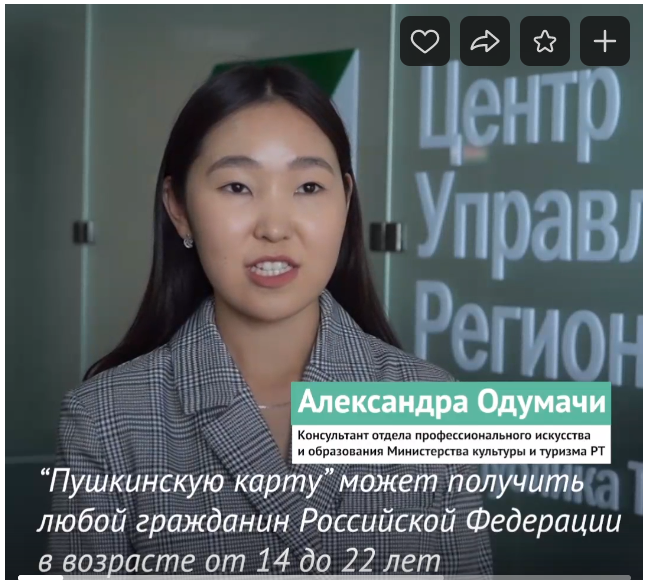 Центр
Управл
Регион
Александра Одумачи
Консультант отдела профессионального искусства
и образования Министерства культуры и туризма РТ
“Пушкинскую карту” может получить
любой гражданин Российской Федерации
в возрасте от 14 до 22 лет